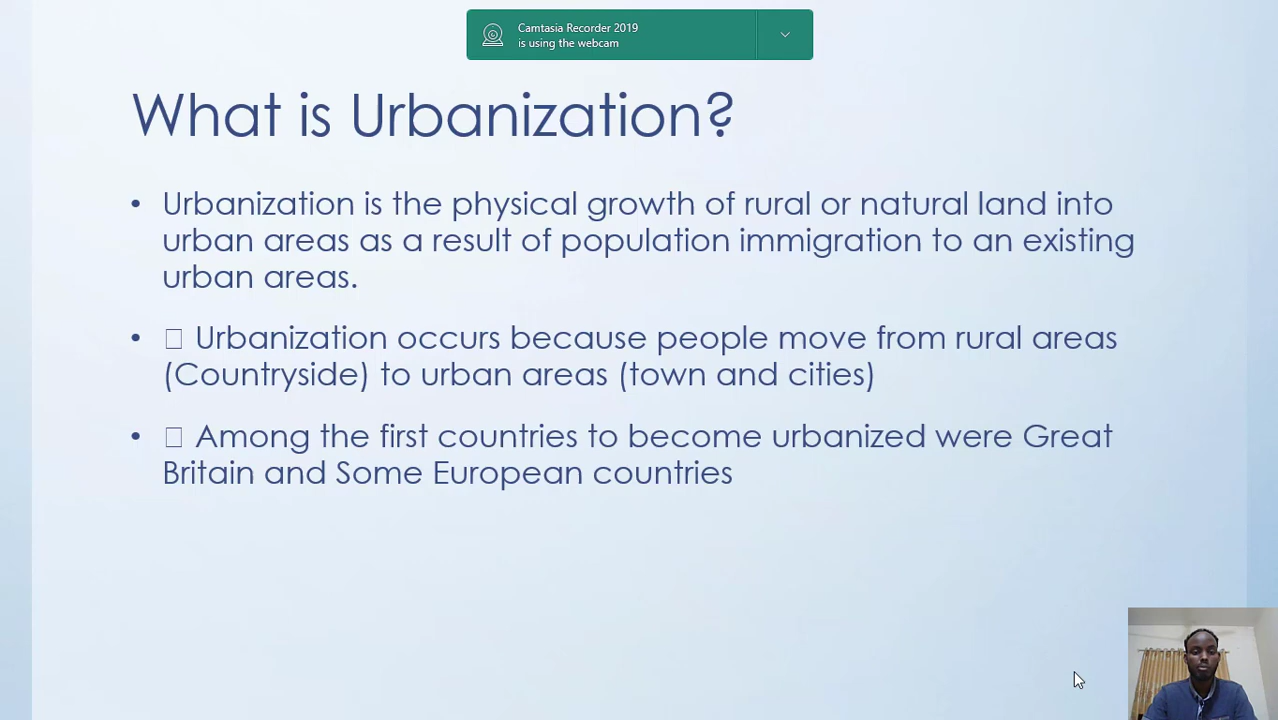 Camtasia Recorder 2019
is using the webcam
What is Urbanization?
• Urbanization is the physical growth of rural or natural land into
urban areas as a result of population immigration to an existing
urban areas.
• □ Urbanization occurs because people move from rural areas
(Countryside) to urban areas (town and cities)
• □ Among the first countries to become urbanized were Great
Britain and Some European countries